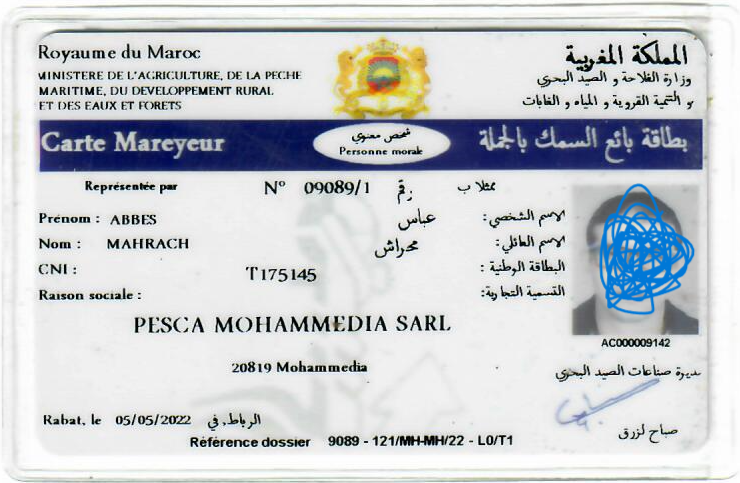 Royaume du Maroc
المملكة المغربية
MINISTERE DE L'AGRICULTURE, DE LA PECHE
وزارة الفلاحة و الصيد البحري
MARITIME, DU DEVELOPPEMENT RURAL
و التنمية القروية و المياه و الغابات
ET DES EAUX ET FORETS
Carte Mareyeur
شخص معنوي
Personne morale
بطاقة بائع السمك بالجملة
Représentée par
N° 09089/1 رقم
ممثلا ب
Prénom : ABBES
عباس
الاسم الشخصي:
Nom : MAHRACH
محراش
الاسم العائلي:
CNI :
T175145
البطاقة الوطنية :
Raison sociale :
القسمية التجارية:
PESCA MOHAMMEDIA SARL
AC000009142
20819 Mohammedia
مديرة صناعات الصيد البحري
Rabat, le 05/05/2022 الرباط, في
صباح لزرق
Référence dossier 9089 - 121/MH-MH/22 - L0/T1